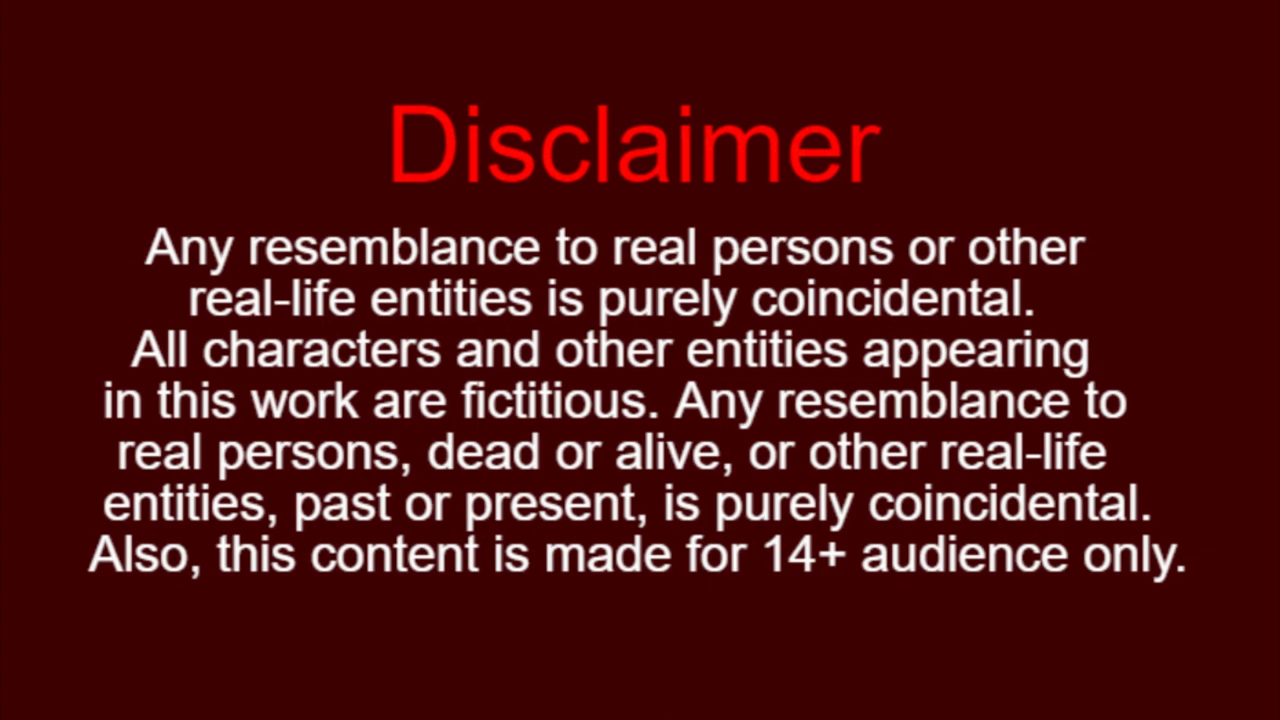 Disclaimer
Any resemblance to real persons or other
real-life entities is purely coincidental.
All characters and other entities appearing
in this work are fictitious. Any resemblance to
real persons, dead or alive, or other real-life
entities, past or present, is purely coincidental.
Also, this content is made for 14+ audience only.